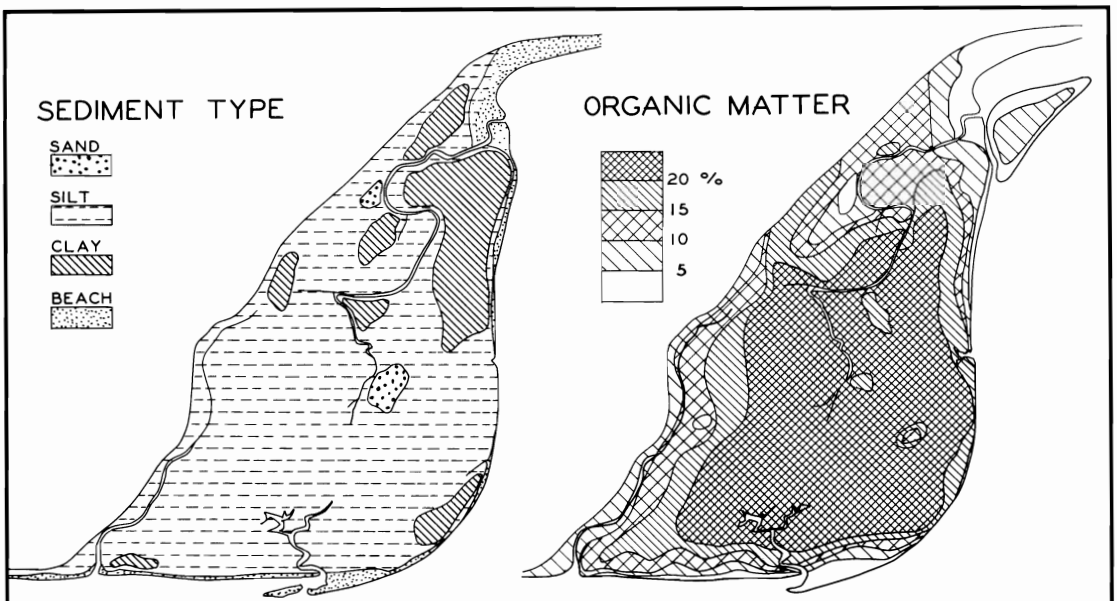 SEDIMENT TYPE
SAND
SILT
CLAY
BEACH
ORGANIC MATTER
20 %
15
10
5